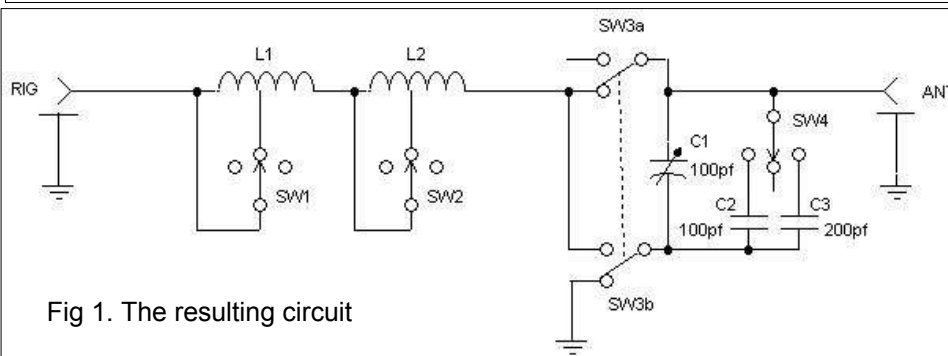 SW3a
L1
L2
RIG
ANT
SW4
C1
100pf
SW1
SW2
C2
C3
100pf
200pf
SW3b
Fig 1. The resulting circuit